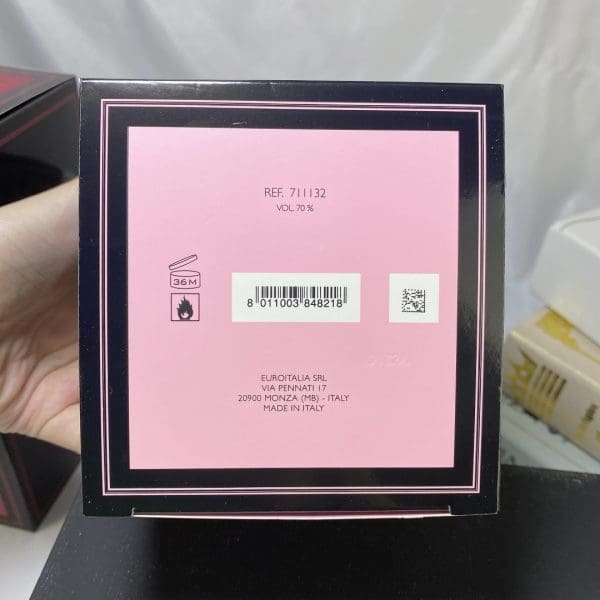 REF. 711132
VOL. 70 %
36M
8 011003 848218
EUROITALIA SRL
VIA PENNATI 17
20900 MONZA (MB) - ITALY
MADE IN ITALY